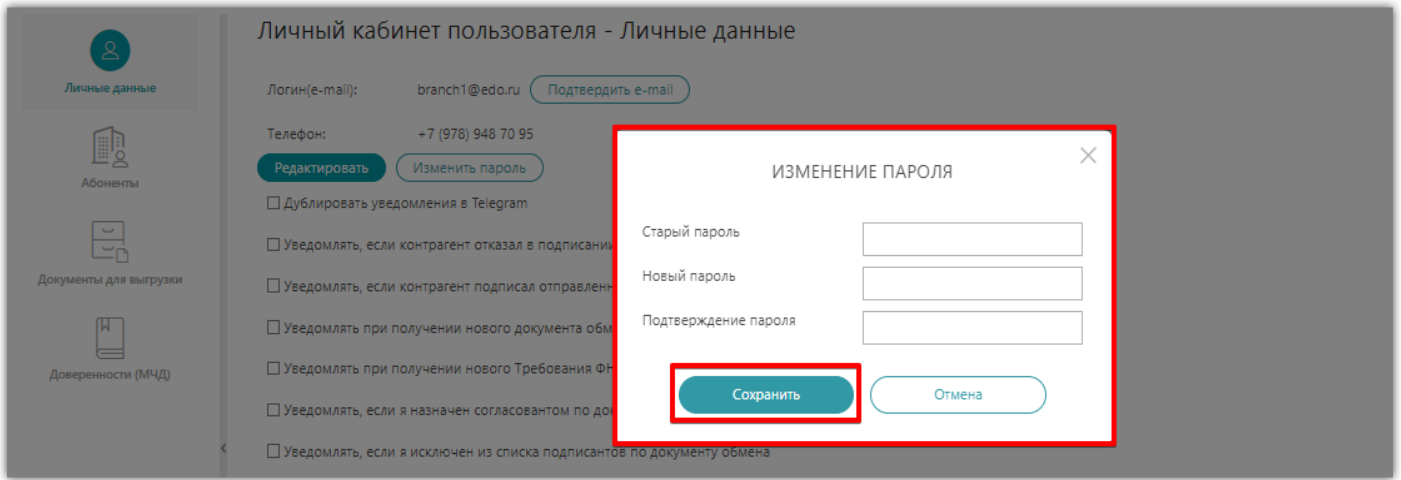 Личный кабинет пользователя - Личные данные
Личные данные
Абоненты
Документы для выгрузки
Доверенности (МЧД)
Логин(e-mail): branch1@edo.ru Подтвердить e-mail
Телефон: +7 (978) 948 70 95
Редактировать Изменить пароль
Дублировать уведомления в Telegram
Уведомлять, если контрагент отказал в подписании
Уведомлять, если контрагент подписал отправленн
Уведомлять при получении нового документа обм
Уведомлять при получении нового Требования ФН
Уведомлять, если я назначен согласовантом по док
Уведомлять, если я исключен из списка подписантов по документу обмена
ИЗМЕНЕНИЕ ПАРОЛЯ
Старый пароль
Новый пароль
Подтверждение пароля
Сохранить Отмена